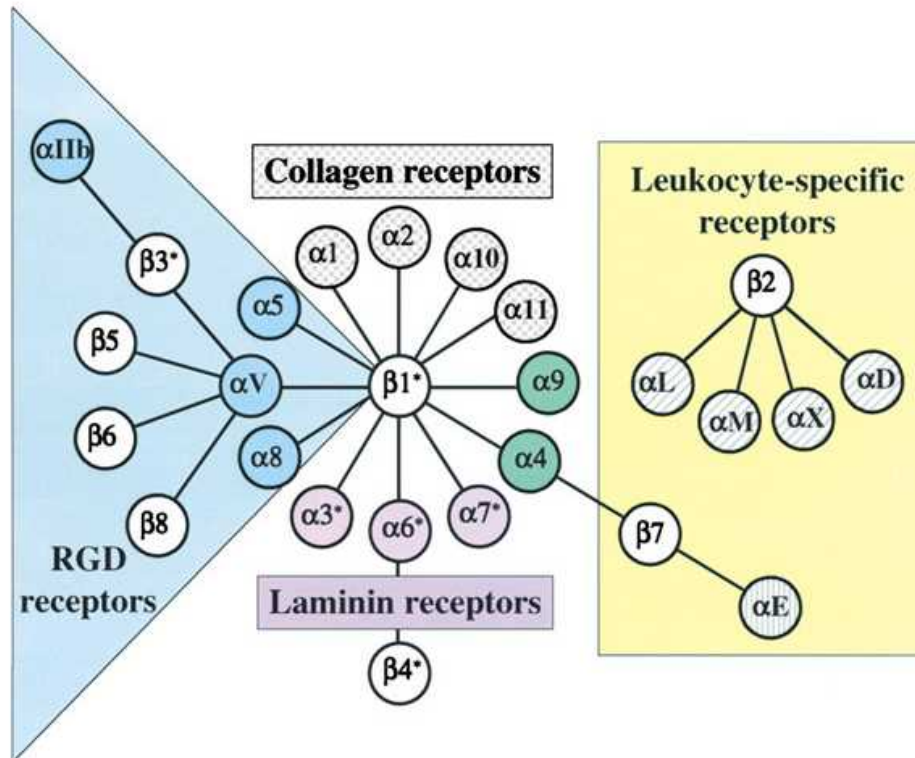 αIIb
Collagen receptors
Leukocyte-specific
receptors
β3*
α1
α2
α10
β2
α5
α11
β5
αV
β1*
α9
αL
αM
αX
αD
β6
α8
α4
β8
α3*
α6*
α7*
β7
RGD
receptors
Laminin receptors
αE
β4*